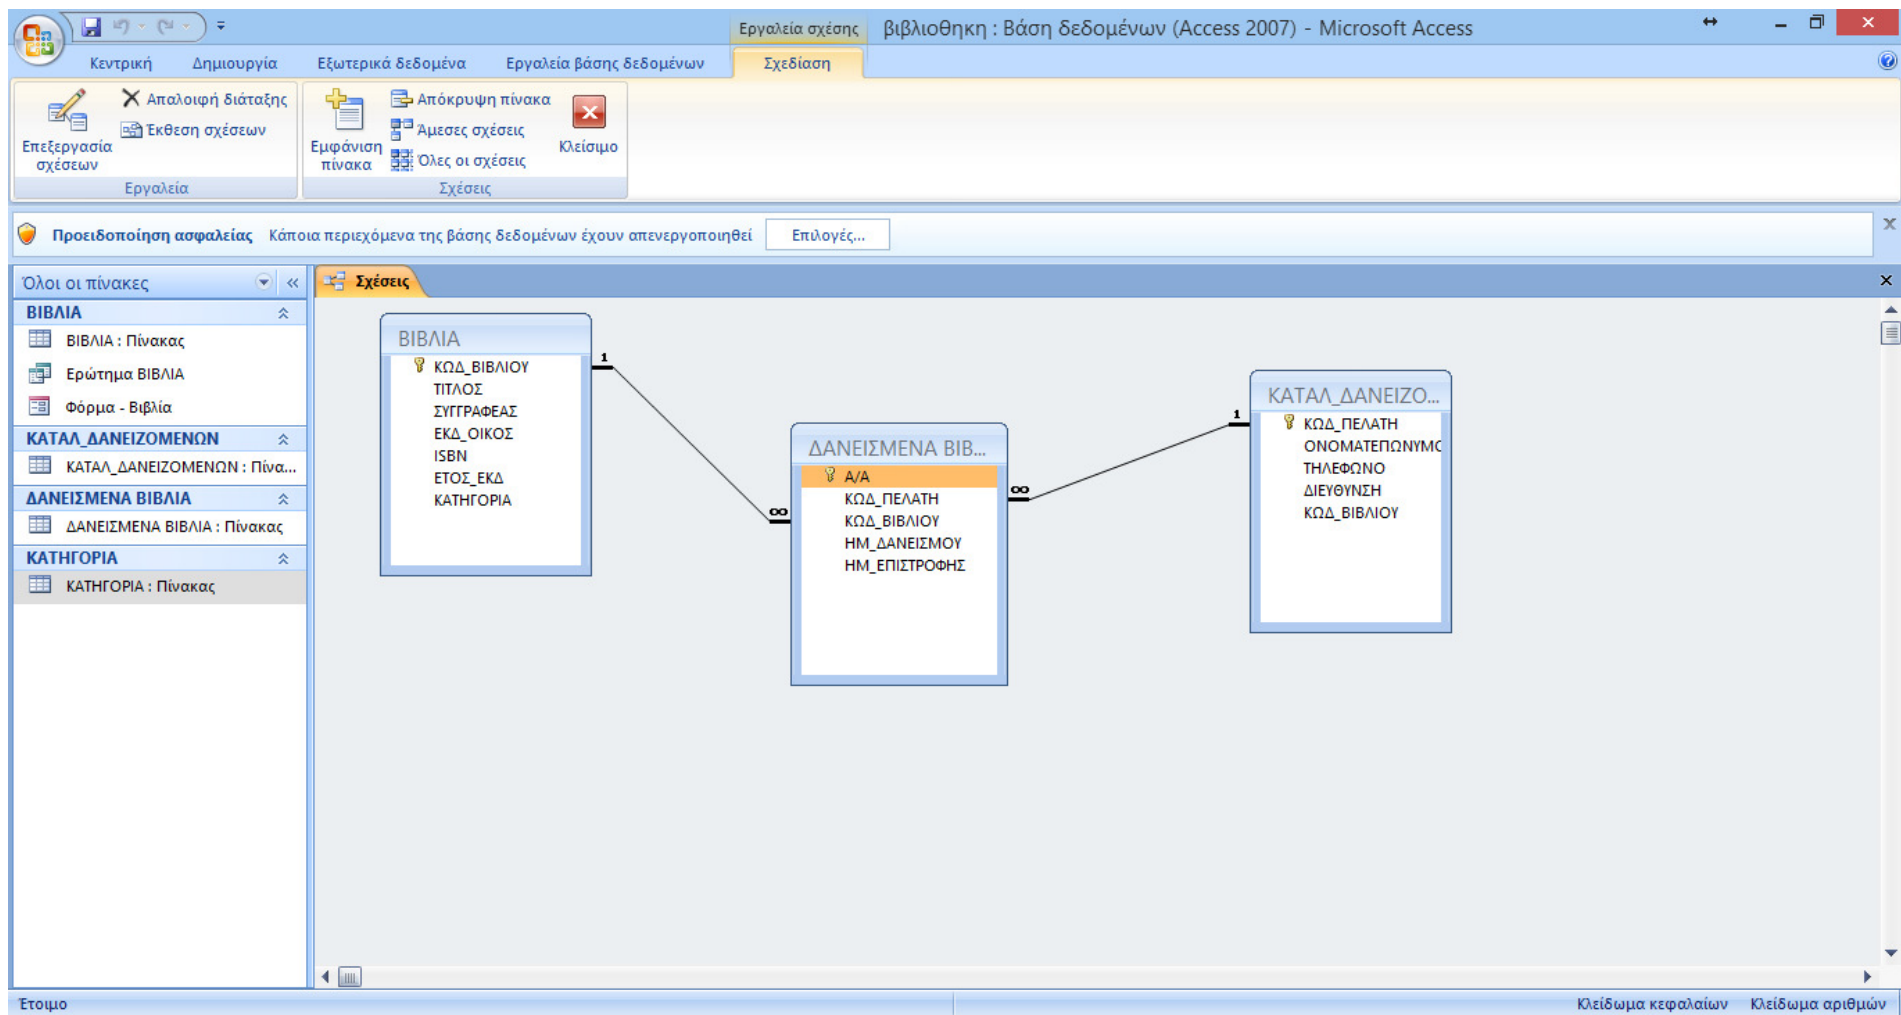 Εργαλεία σχέσης
βιβλιοθηκη : Βάση δεδομένων (Access 2007) - Microsoft Access
Κεντρική
Δημιουργία
Εξωτερικά δεδομένα
Εργαλεία βάσης δεδομένων
Σχεδίαση
Επεξεργασία
σχέσεων
Απαλοιφή διάταξης
Έκθεση σχέσεων
Εργαλεία
Εμφάνιση
πίνακα
Απόκρυψη πίνακα
Άμεσες σχέσεις
Όλες οι σχέσεις
Κλείσιμο
Σχέσεις
Προειδοποίηση ασφαλείας Κάποια περιεχόμενα της βάσης δεδομένων έχουν απενεργοποιηθεί
Επιλογές...
Όλοι οι πίνακες
ΒΙΒΛΙΑ
ΒΙΒΛΙΑ : Πίνακας
Ερώτημα ΒΙΒΛΙΑ
Φόρμα - Βιβλία
ΚΑΤΑΛ_ΔΑΝΕΙΖΟΜΕΝΩΝ
ΚΑΤΑΛ_ΔΑΝΕΙΖΟΜΕΝΩΝ : Πίνα...
ΔΑΝΕΙΣΜΕΝΑ ΒΙΒΛΙΑ
ΔΑΝΕΙΣΜΕΝΑ ΒΙΒΛΙΑ : Πίνακας
ΚΑΤΗΓΟΡΙΑ
ΚΑΤΗΓΟΡΙΑ : Πίνακας
Σχέσεις
ΒΙΒΛΙΑ
ΚΩΔ_ΒΙΒΛΙΟΥ
ΤΙΤΛΟΣ
ΣΥΓΓΡΑΦΕΑΣ
ΕΚΔ_ΟΙΚΟΣ
ISBN
ΕΤΟΣ_ΕΚΔ
ΚΑΤΗΓΟΡΙΑ
1
∞
ΔΑΝΕΙΣΜΕΝΑ ΒΙΒ...
Α/Α
ΚΩΔ_ΠΕΛΑΤΗ
ΚΩΔ_ΒΙΒΛΙΟΥ
ΗΜ_ΔΑΝΕΙΣΜΟΥ
ΗΜ_ΕΠΙΣΤΡΟΦΗΣ
∞
1
ΚΑΤΑΛ_ΔΑΝΕΙΖΟ...
ΚΩΔ_ΠΕΛΑΤΗ
ΟΝΟΜΑΤΕΠΩΝΥΜΟ
ΤΗΛΕΦΩΝΟ
ΔΙΕΥΘΥΝΣΗ
ΚΩΔ_ΒΙΒΛΙΟΥ
Έτοιμο
Κλείδωμα κεφαλαίων
Κλείδωμα αριθμών